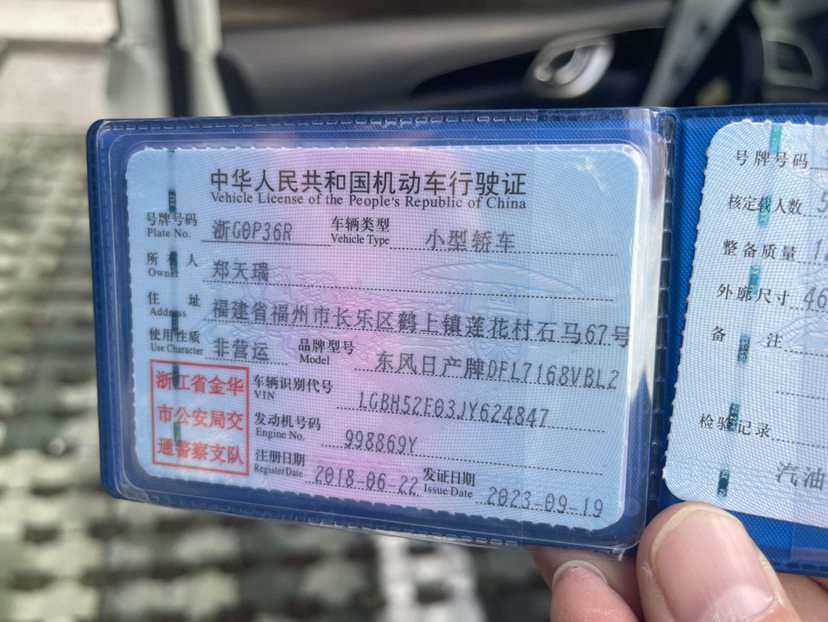 中华人民共和国机动车行驶证
Vehicle License of the People's Republic of China
号牌号码 浙G0P36R 车辆类型 小型轿车
Plate No. Vehicle Type
所有人 郑天瑞
Owner
住址 福建省福州市长乐区鹤上镇莲花村石马67号
Address
使用性质 非营运 品牌型号 东风日产牌DFL7168VBL2
Use Character Model
浙江省金华
市公安局交
通警察支队
车辆识别代号 LGBH52E03JY624847
VIN
发动机号码 998869Y
Engine No.
注册日期 2018-06-22 发证日期 2023-09-19
Register Date Issue Date
号牌号码
核定载人数 5
整备质量
外廓尺寸 46
备注
检验记录
汽油